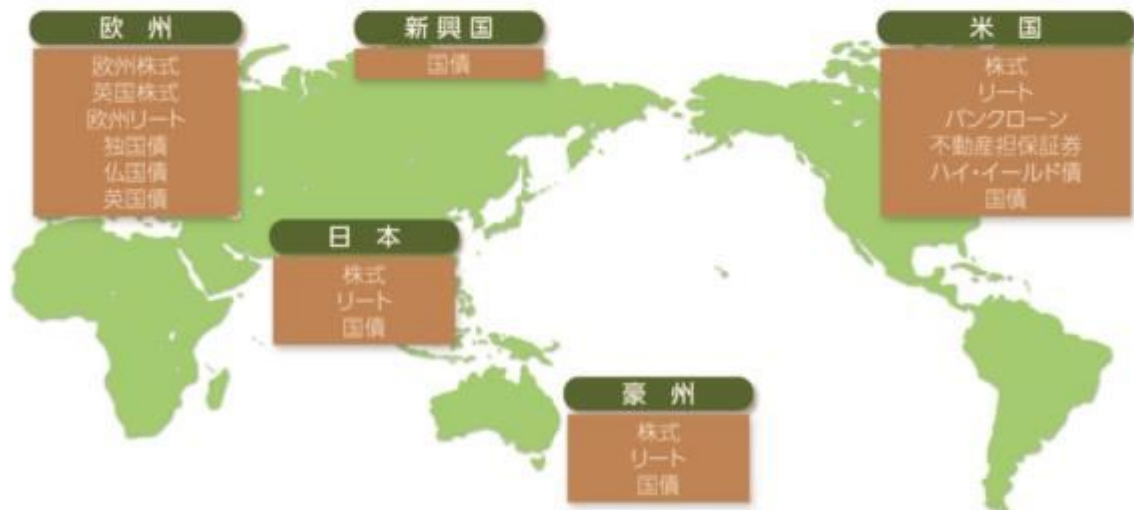 欧州
欧州株式
英国株式
欧州リート
独国債
仏国債
英国債
新興国
国債
米国
株式
リート
バンクローン
不動産担保証券
ハイ・イールド債
国債
日本
株式
リート
国債
豪州
株式
リート
国債